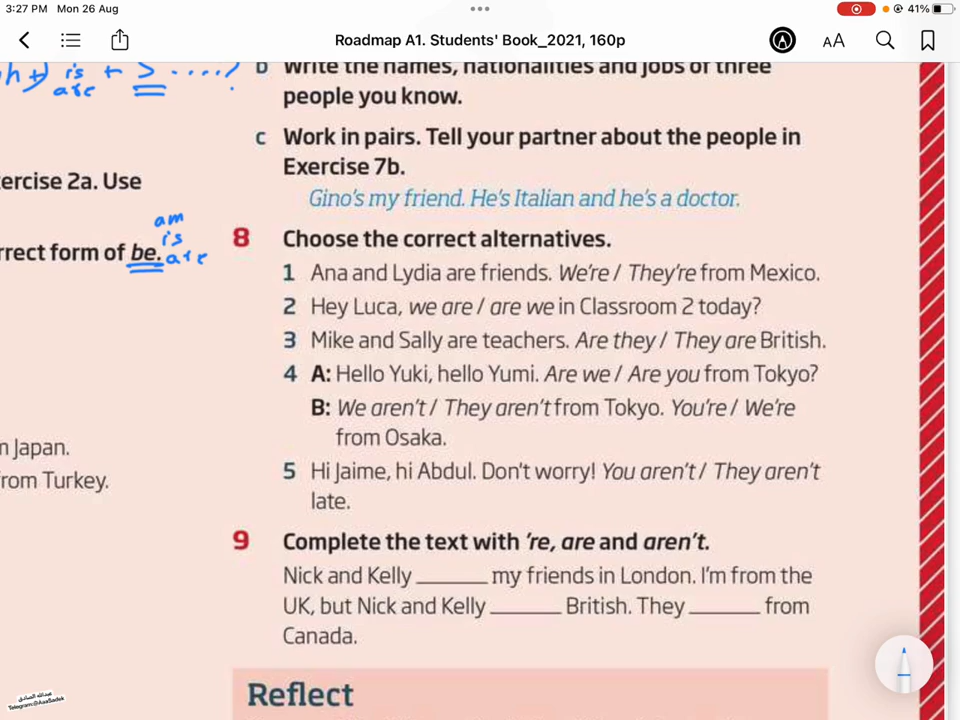 3:27 PM Mon 26 Aug
41%
Roadmap A1. Students' Book_2021, 160p
AA
is + S ....?
are
b Write the names, nationalities and jobs of three
people you know.
c Work in pairs. Tell your partner about the people in
Exercise 7b.
Gino's my friend. He's Italian and he's a doctor.
ercise 2a. Use
am
is
are
rrect form of be.
m Japan.
rom Turkey.
8 Choose the correct alternatives.
1 Ana and Lydia are friends. We're / They're from Mexico.
2 Hey Luca, we are / are we in Classroom 2 today?
3 Mike and Sally are teachers. Are they / They are British.
4 A: Hello Yuki, hello Yumi. Are we / Are you from Tokyo?
B: We aren't / They aren't from Tokyo. You're / We're
from Osaka.
5 Hi Jaime, hi Abdul. Don't worry! You aren't / They aren't
late.
9 Complete the text with 're, are and aren't.
Nick and Kelly ______ my friends in London. I'm from the
UK, but Nick and Kelly ______ British. They ______ from
Canada.
Reflect
عبدالله الصادق
Telegram:@AaaSadek